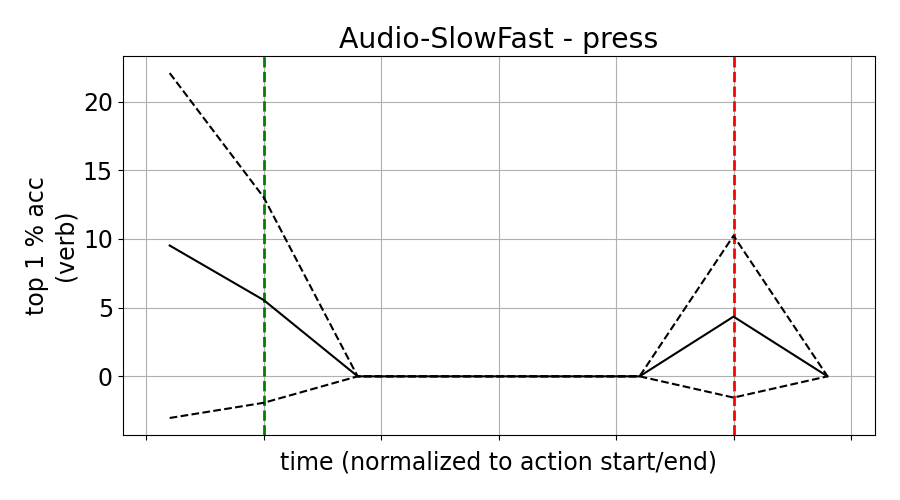 Audio-SlowFast - press
20
15
10
5
0
top 1 % acc
(verb)
time (normalized to action start/end)